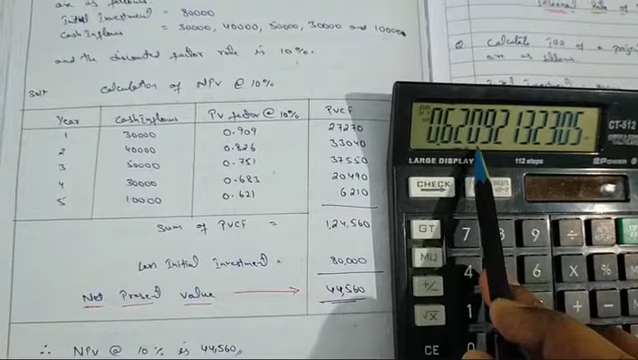 are as follows
Initial Investment = 80000
Cash Inflows = 30000, 40000, 50000, 30000 and 10000
and the discounted factor rate is 10%.
Soln Calculation of NPV @ 10%
Year Cash Inflows PV factor @ 10% PVCF
1 30000 0.909 27270
2 40000 0.826 33040
3 50000 0.751 37550
4 30000 0.683 20490
5 10000 0.621 6210
Sum of PVCF = 1,24,560
Less Initial Investment = 80,000
Net Present Value 44,560
∴ NPV @ 10% is 44,560
Internal Rate of
Q Calculate IRR of a project
are as follows
0.62092132305
CT-512
LARGE DISPLAY 112 steps Power
CHECK
GT 7 8 9 ÷
MU 4 6 X %
+/- + -
√X
CE